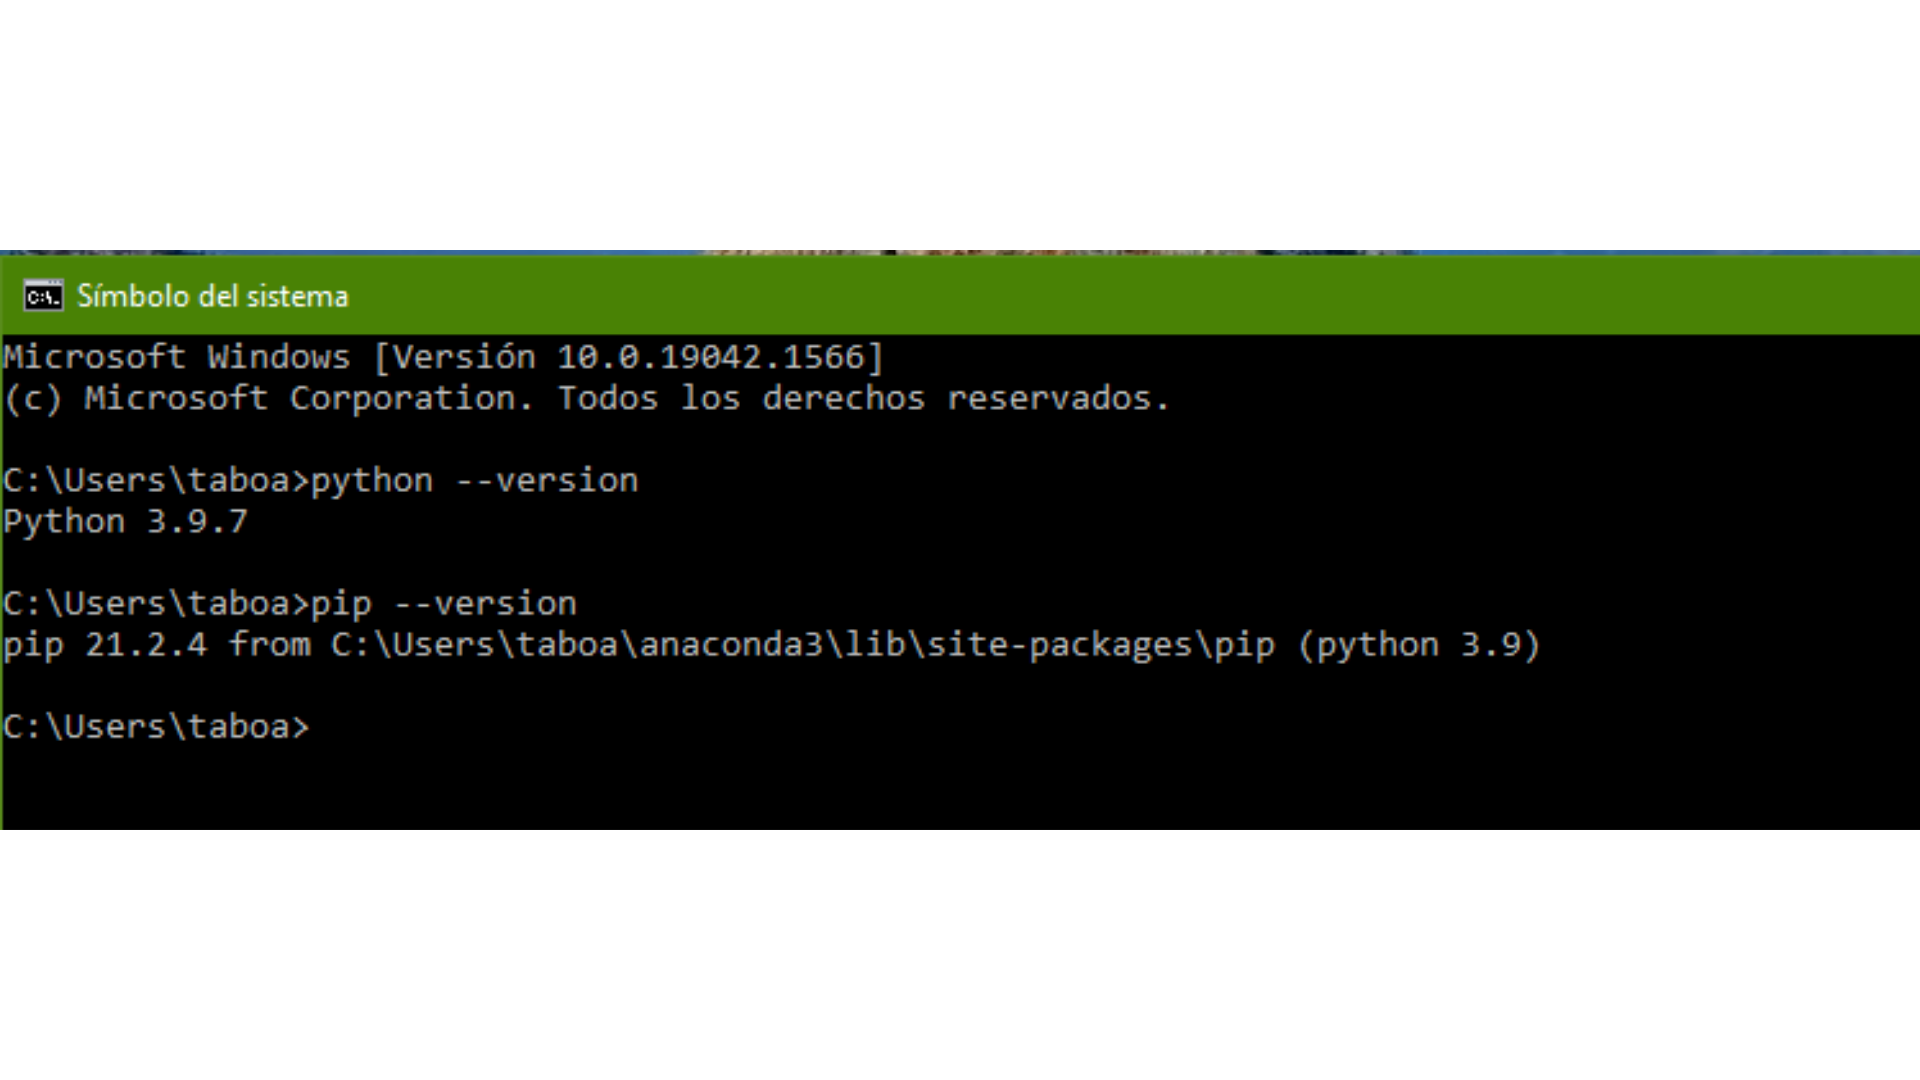 Símbolo del sistema
Microsoft Windows [Versión 10.0.19042.1566]
(c) Microsoft Corporation. Todos los derechos reservados.
C:\Users\taboa>python --version
Python 3.9.7
C:\Users\taboa>pip --version
pip 21.2.4 from C:\Users\taboa\anaconda3\lib\site-packages\pip (python 3.9)
C:\Users\taboa>